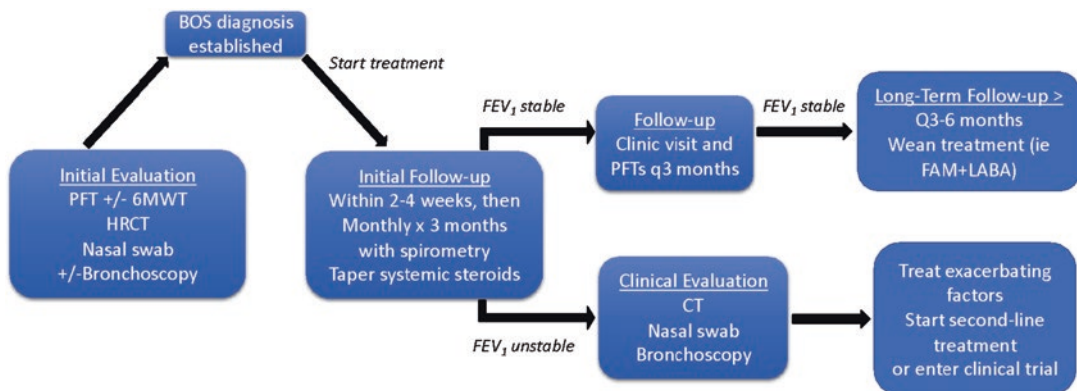 BOS diagnosis
established
Start treatment
Initial Evaluation
PFT +/- 6MWT
HRCT
Nasal swab
+/-Bronchoscopy
Initial Follow-up
Within 2-4 weeks, then
Monthly x 3 months
with spirometry
Taper systemic steroids
FEV₁ stable
Follow-up
Clinic visit and
PFTs q3 months
FEV₁ stable
Long-Term Follow-up >
Q3-6 months
Wean treatment (ie
FAM+LABA)
FEV₁ unstable
Clinical Evaluation
CT
Nasal swab
Bronchoscopy
Treat exacerbating
factors
Start second-line
treatment
or enter clinical trial